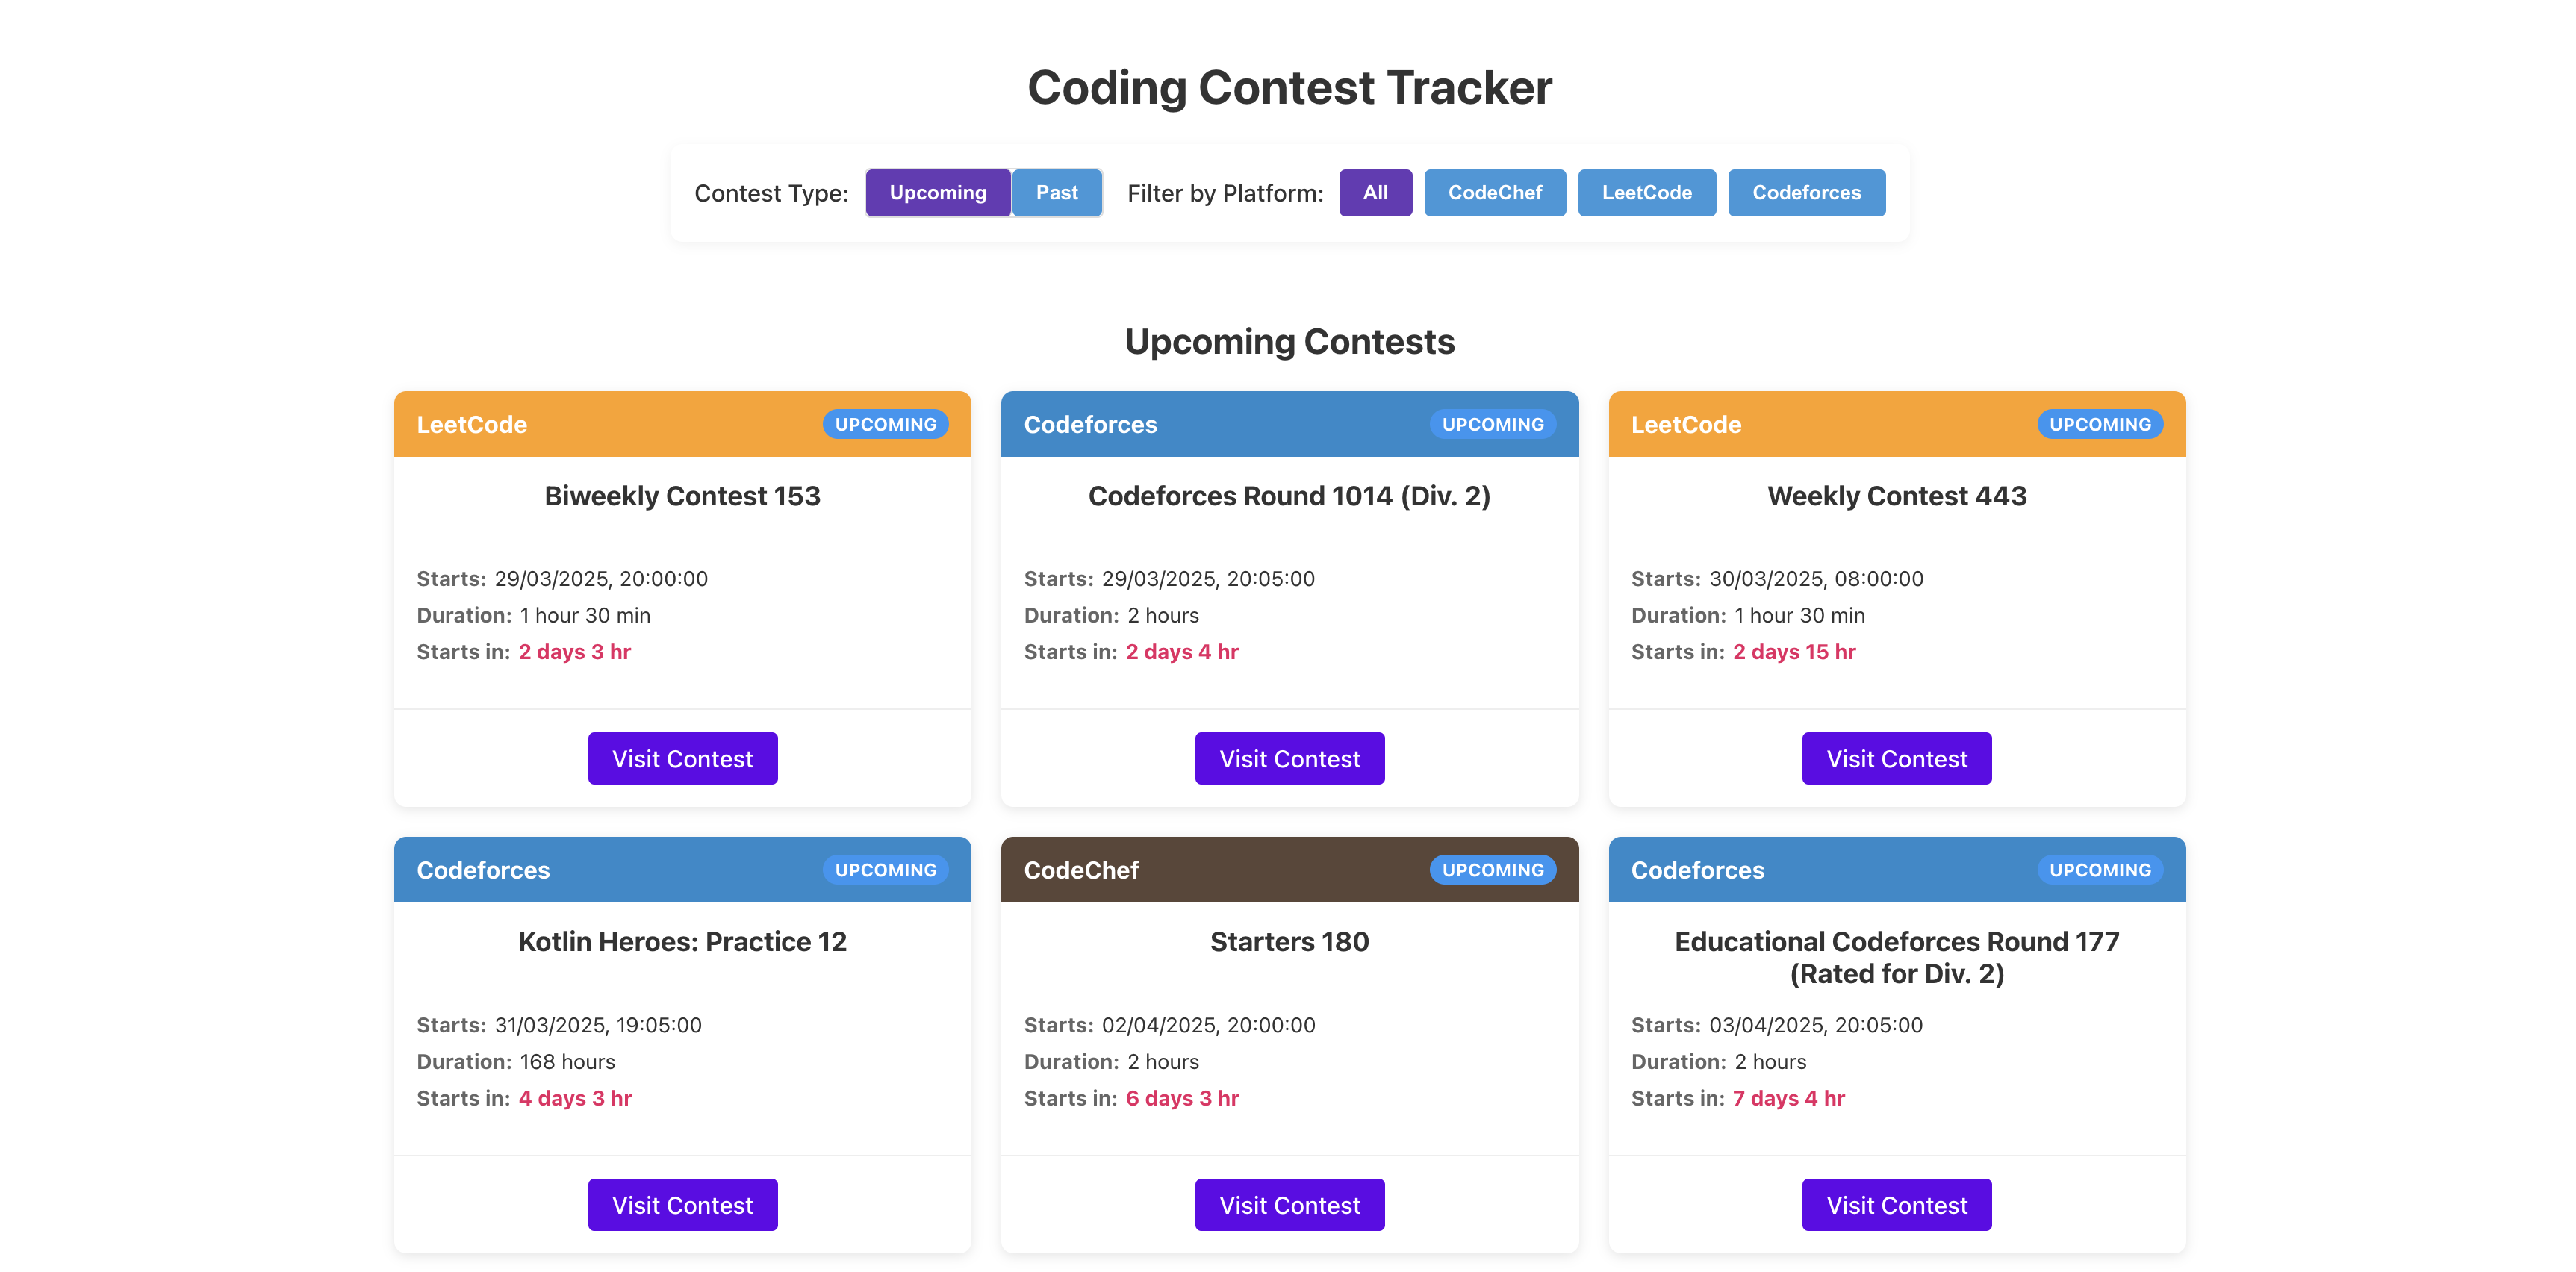 Coding Contest Tracker
Contest Type: Upcoming Past Filter by Platform: All CodeChef LeetCode Codeforces
Upcoming Contests
LeetCode UPCOMING
Biweekly Contest 153
Starts: 29/03/2025, 20:00:00
Duration: 1 hour 30 min
Starts in: 2 days 3 hr
Visit Contest
Codeforces UPCOMING
Codeforces Round 1014 (Div. 2)
Starts: 29/03/2025, 20:05:00
Duration: 2 hours
Starts in: 2 days 4 hr
Visit Contest
LeetCode UPCOMING
Weekly Contest 443
Starts: 30/03/2025, 08:00:00
Duration: 1 hour 30 min
Starts in: 2 days 15 hr
Visit Contest
Codeforces UPCOMING
Kotlin Heroes: Practice 12
Starts: 31/03/2025, 19:05:00
Duration: 168 hours
Starts in: 4 days 3 hr
Visit Contest
CodeChef UPCOMING
Starters 180
Starts: 02/04/2025, 20:00:00
Duration: 2 hours
Starts in: 6 days 3 hr
Visit Contest
Codeforces UPCOMING
Educational Codeforces Round 177
(Rated for Div. 2)
Starts: 03/04/2025, 20:05:00
Duration: 2 hours
Starts in: 7 days 4 hr
Visit Contest